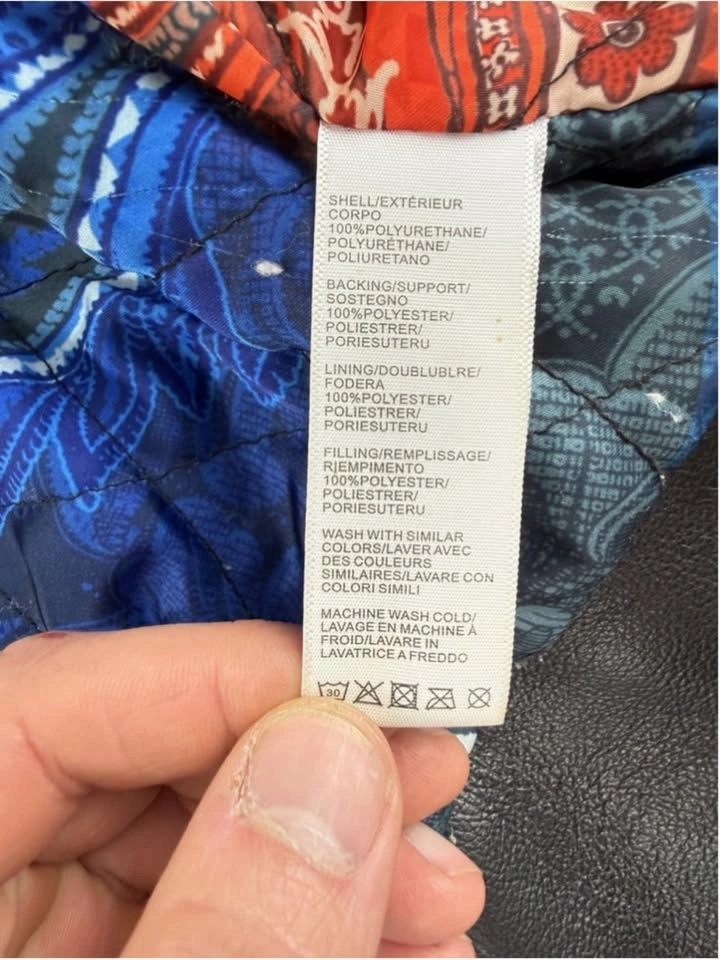 SHELL/EXTÉRIEUR
CORPO
100%POLYURETHANE/
POLYURÉTHANE/
POLIURETANO
BACKING/SUPPORT/
SOSTEGNO
100%POLYESTER/
POLIESTRER/
PORIESUTERU
LINING/DOUBLUBLRE/
FODERA
100%POLYESTER/
POLIESTRER/
PORIESUTERU
FILLING/REMPLISSAGE/
RIEMPIMENTO
100%POLYESTER/
POLIESTRER/
PORIESUTERU
WASH WITH SIMILAR
COLORS/LAVER AVEC
DES COULEURS
SIMILAIRES/LAVARE CON
COLORI SIMILI
MACHINE WASH COLD/
LAVAGE EN MACHINE À
FROID/LAVARE IN
LAVATRICE A FREDDO
30